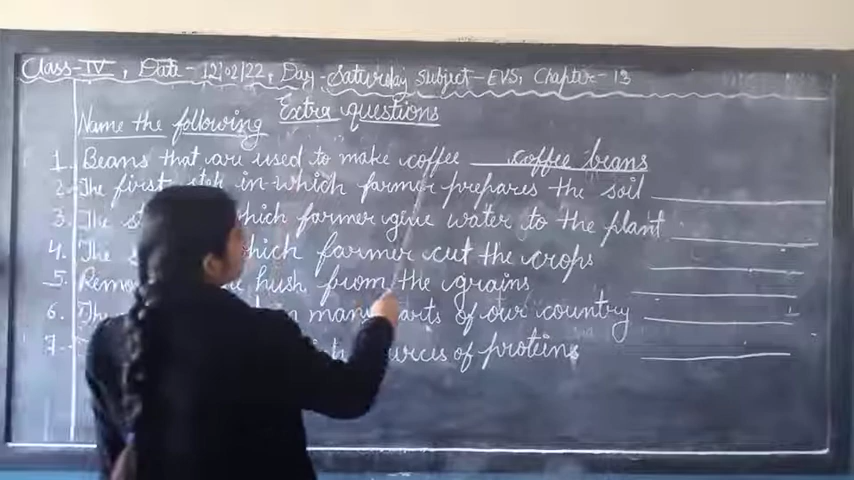 Class-IV, Date-12/02/22, Day-Saturday Subject-EVS, Chapter-13
Extra questions
Name the following
1. Beans that are used to make coffee coffee beans
2. The first step in which farmer prepares the soil
3. The which farmer give water to the plant
4. The which farmer cut the crops
5. husk from the grains
6. in many parts of our country
7. sources of proteins